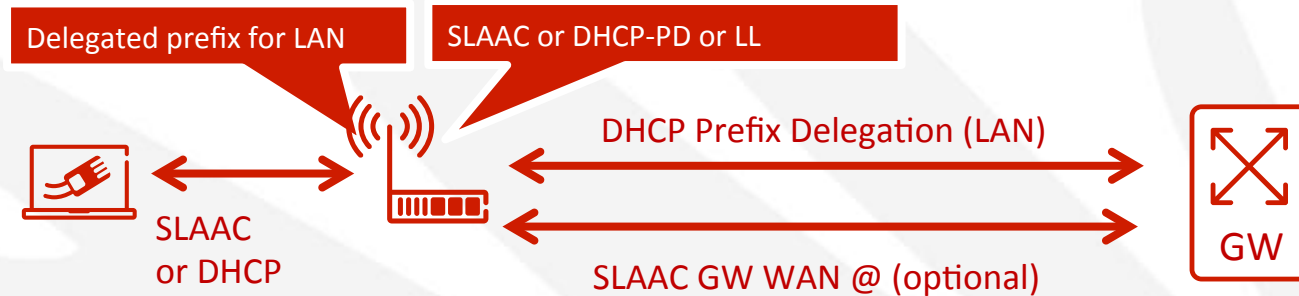 Delegated prefix for LAN
SLAAC or DHCP-PD or LL
DHCP Prefix Delegation (LAN)
SLAAC
or DHCP
GW
SLAAC GW WAN @ (optional)